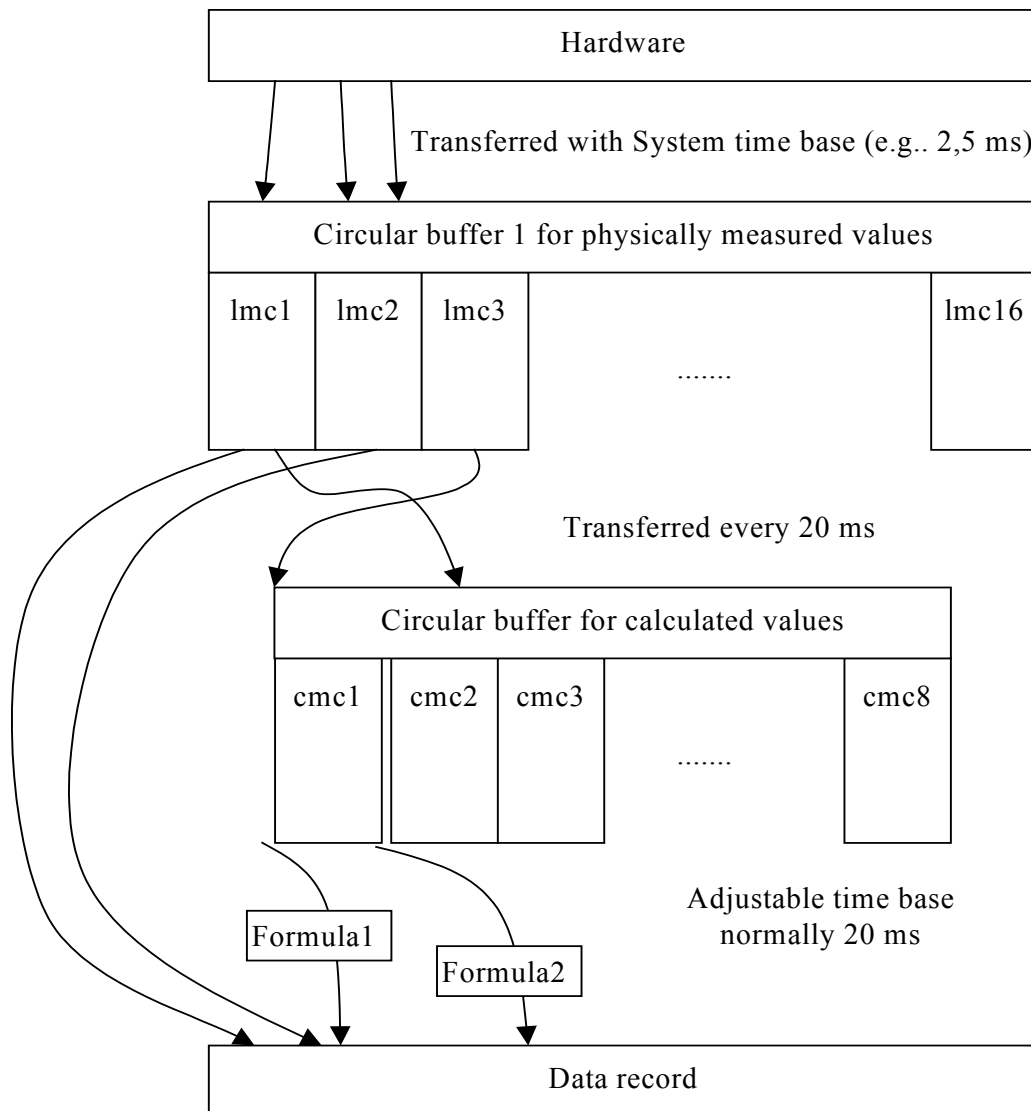 Hardware
Transferred with System time base (e.g.. 2,5 ms)
Circular buffer 1 for physically measured values
lmc1 lmc2 lmc3 lmc16
.......
Transferred every 20 ms
Circular buffer for calculated values
cmc1 cmc2 cmc3 cmc8
.......
Adjustable time base
normally 20 ms
Formula1
Formula2
Data record